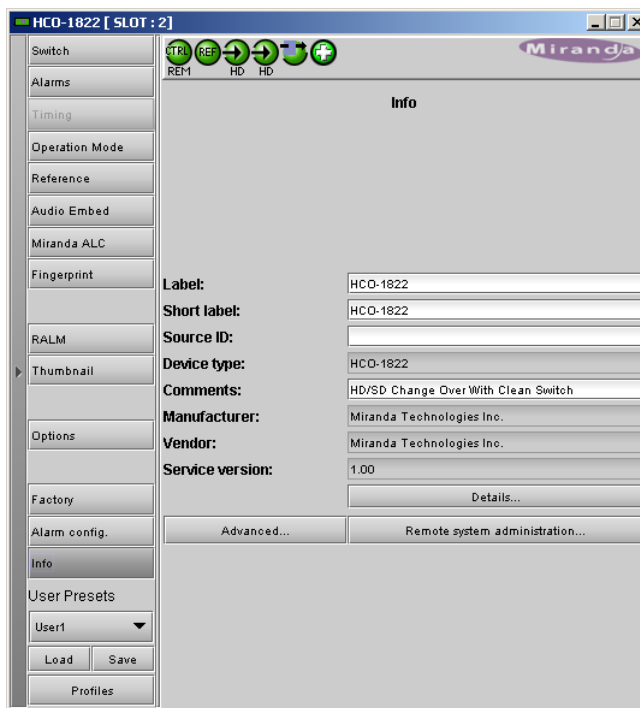 HCO-1822 [ SLOT : 2]
Switch
Alarms
Timing
Operation Mode
Reference
Audio Embed
Miranda ALC
Fingerprint
RALM
Thumbnail
Options
Factory
Alarm config.
Info
User Presets
User1
Load Save
Profiles
CTRL REF
REM HD HD
Miranda
Info
Label: HCO-1822
Short label: HCO-1822
Source ID:
Device type: HCO-1822
Comments: HD/SD Change Over With Clean Switch
Manufacturer: Miranda Technologies Inc.
Vendor: Miranda Technologies Inc.
Service version: 1.00
Details...
Advanced... Remote system administration...